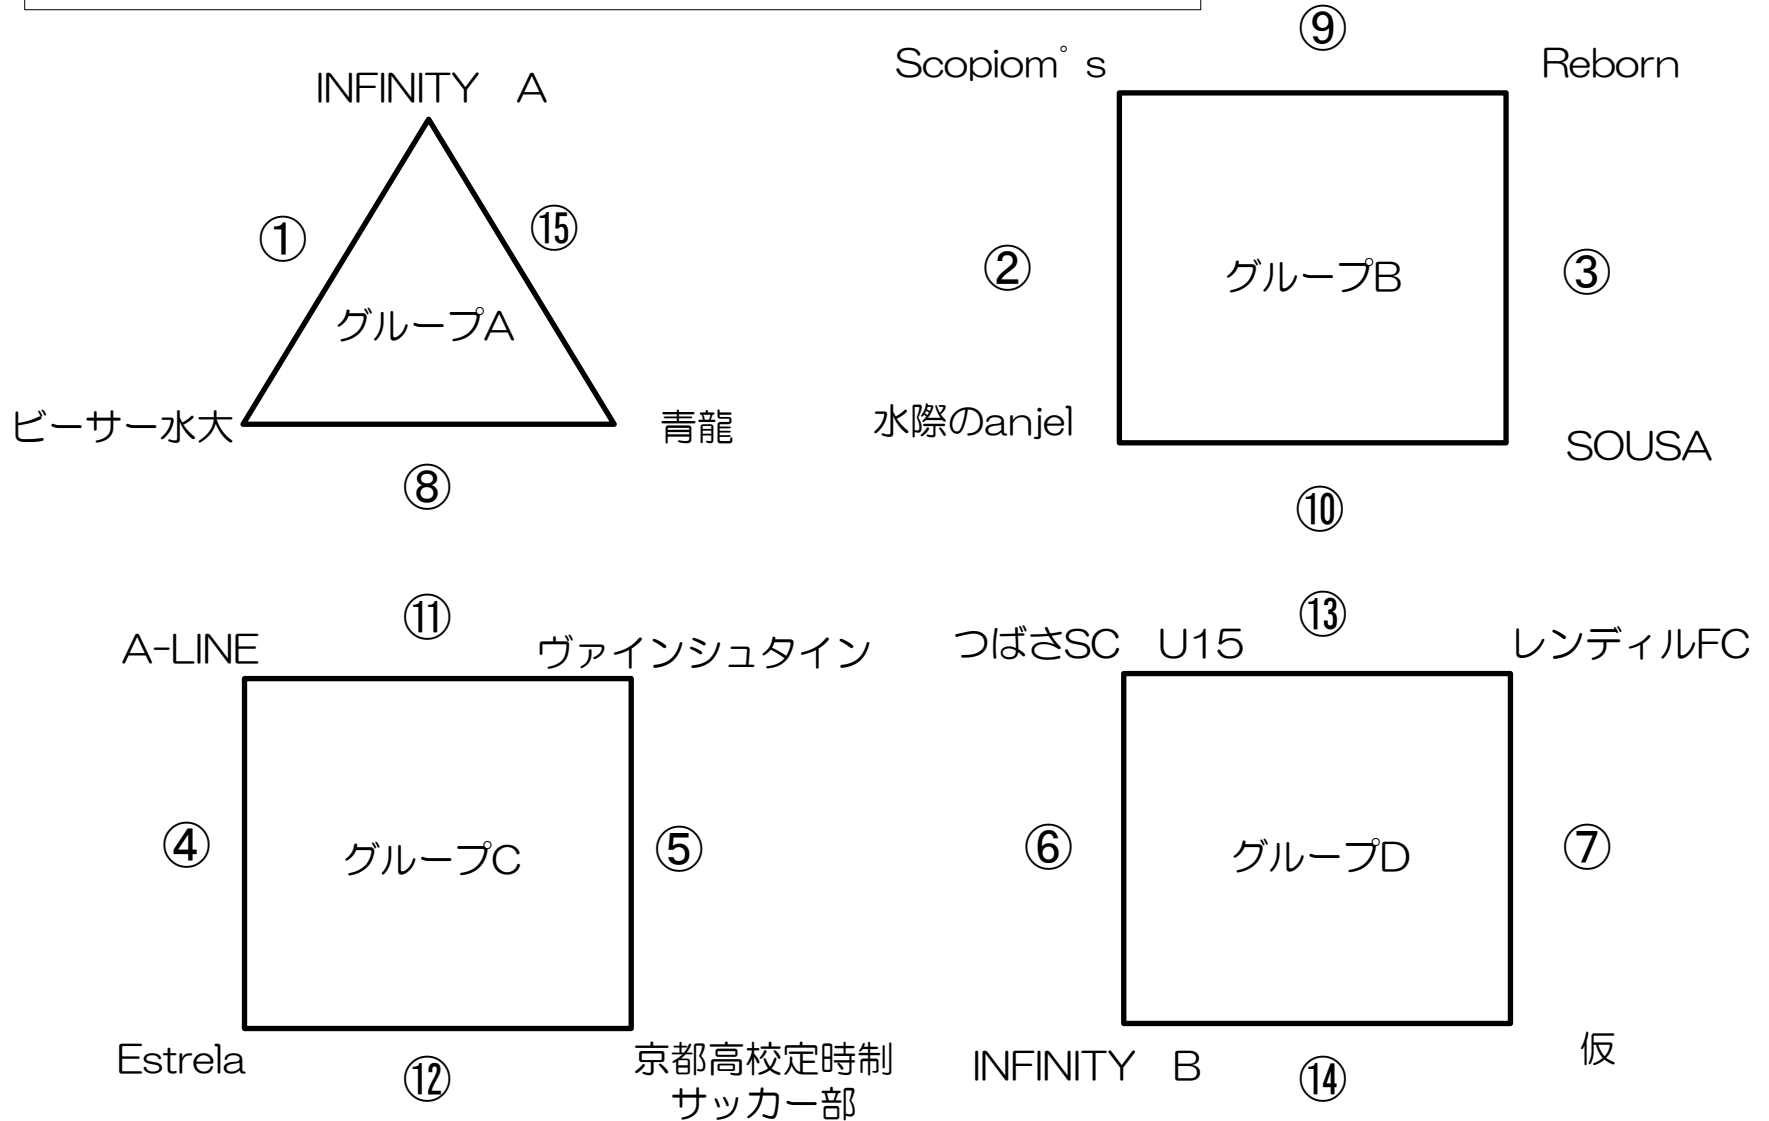 INFINITY　A
①
⑮
グループA
ビーサー水大
青龍
⑧
⑨
Scopiom゜s
Reborn
②
グループB
③
水際のanjel
SOUSA
⑩
⑪
A-LINE
ヴァインシュタイン
④
グループC
⑤
Estrela
⑫
京都高校定時制
サッカー部
⑬
つばさSC　U15
レンディルFC
⑥
グループD
⑦
INFINITY　B
⑭
仮